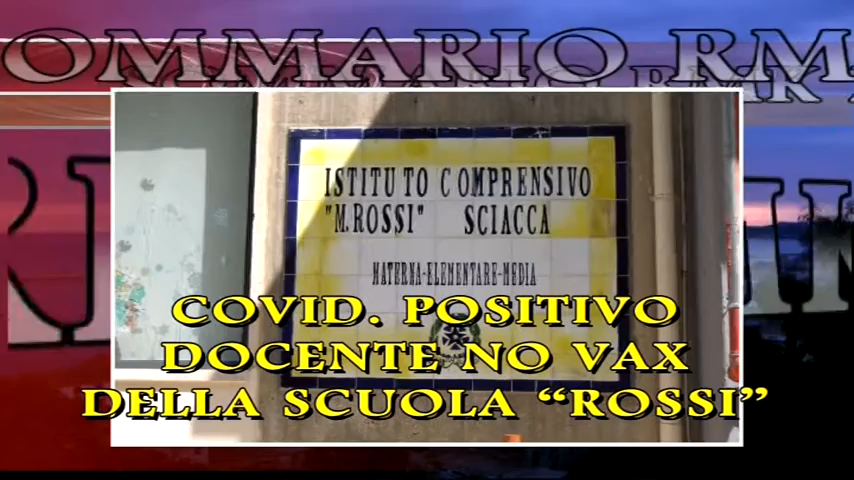 OMMARIO RM
ISTITUTO COMPRENSIVO
"M.ROSSI" SCIACCA
MATERNA-ELEMENTARE-MEDIA
COVID. POSITIVO
DOCENTE NO VAX
DELLA SCUOLA “ROSSI”